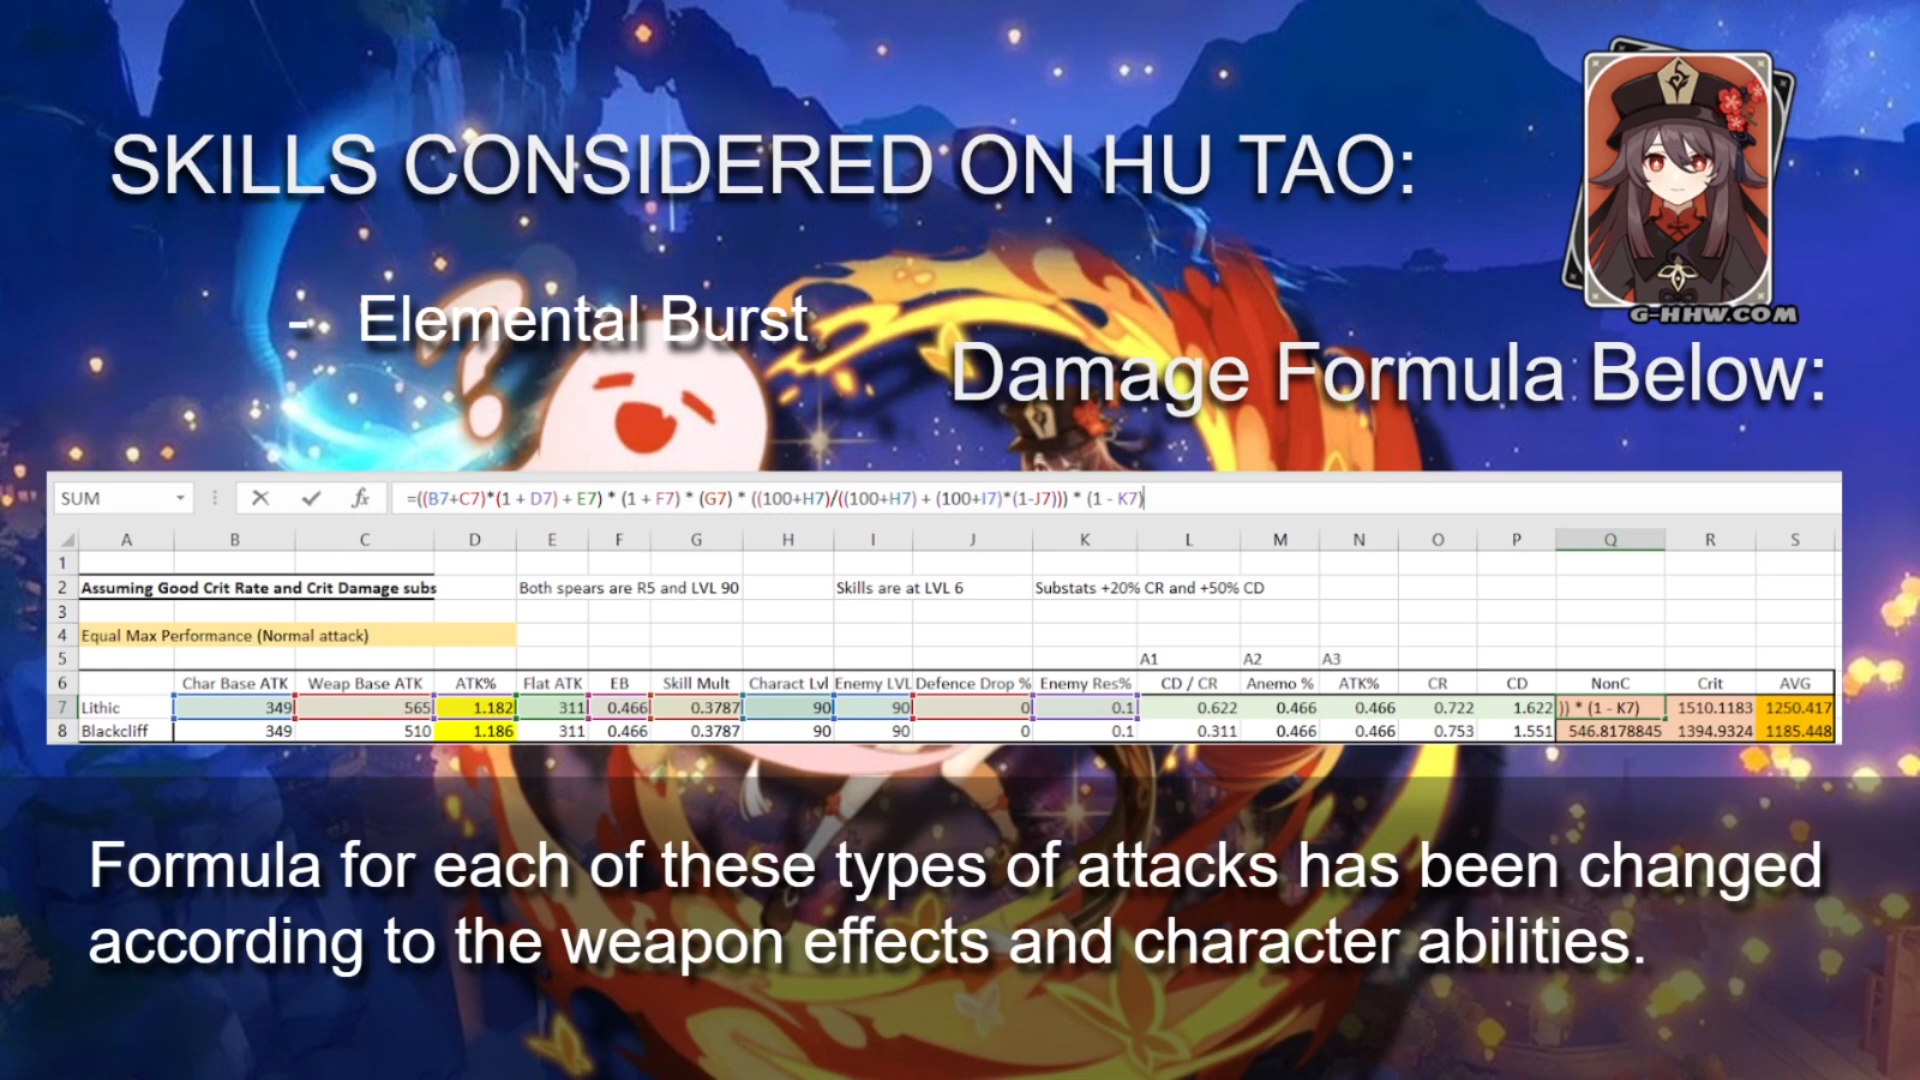 SKILLS CONSIDERED ON HU TAO:
G-HHW.COM
- Elemental Burst
Damage Formula Below:
SUM =((B7+C7)*(1 + D7) + E7) * (1 + F7) * (G7) * ((100+H7)/((100+H7) + (100+I7)*(1-J7))) * (1 - K7)
A B C D E F G H I J K L M N O P Q R S
1
2 Assuming Good Crit Rate and Crit Damage subs Both spears are R5 and LVL 90 Skills are at LVL 6 Substats +20% CR and +50% CD
3
4 Equal Max Performance (Normal attack)
5 A1 A2 A3
6 Char Base ATK Weap Base ATK ATK% Flat ATK EB Skill Mult Charact Lvl Enemy LVL Defence Drop % Enemy Res% CD / CR Anemo % ATK% CR CD NonC Crit AVG
7 Lithic 349 565 1.182 311 0.466 0.3787 90 90 0 0.1 0.622 0.466 0.466 0.722 1.622 )) * (1 - K7) 1510.1183 1250.417
8 Blackcliff 349 510 1.186 311 0.466 0.3787 90 90 0 0.1 0.311 0.466 0.466 0.753 1.551 546.8178845 1394.9324 1185.448
Formula for each of these types of attacks has been changed
according to the weapon effects and character abilities.